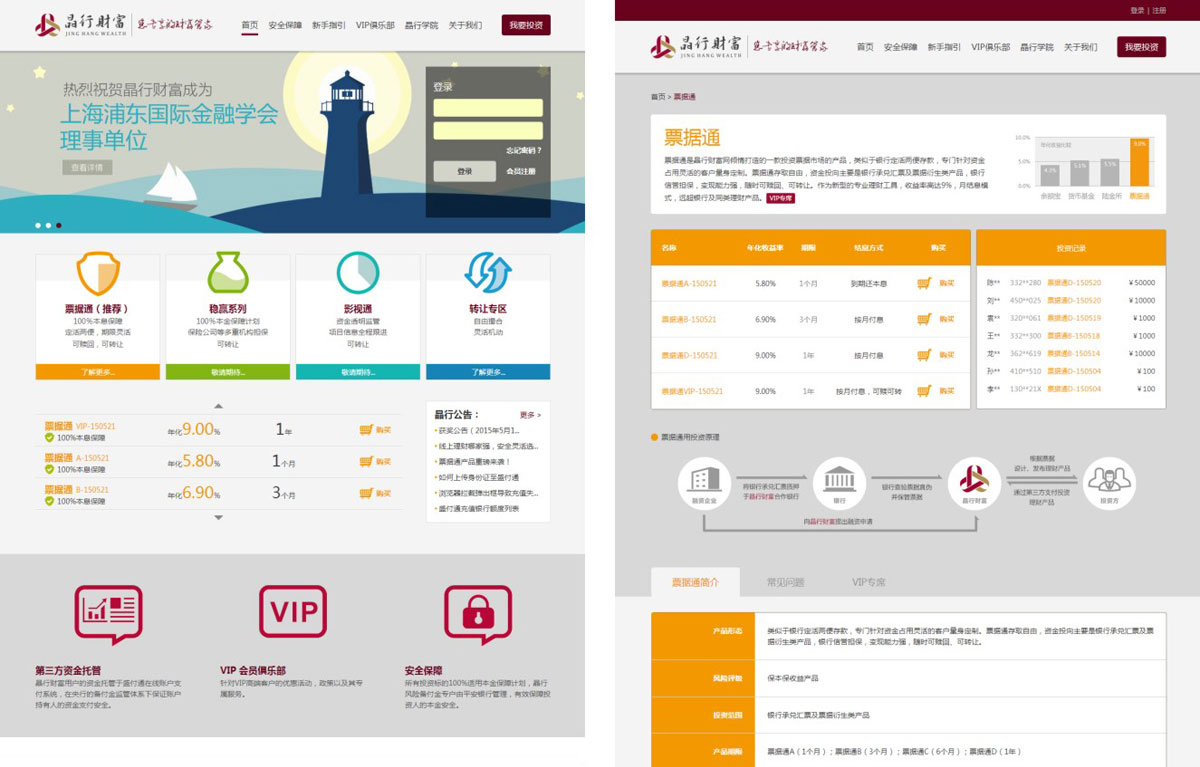 晶行财富
JING HANG WEALTH
首页 安全保障 新手指引 VIP俱乐部 晶行学院 关于我们 我要投资
热烈祝贺晶行财富成为
上海浦东国际金融学会
理事单位
查看详情
登录
忘记密码？
登录 会员注册
票据通（推荐）
100%本息保障
定活两便，期限灵活
可赎回，可转让
了解更多..
稳赢系列
100%本金保障计划
保险公司等多重机构担保
可转让
敬请期待..
影视通
资金透明监管
项目信息全程跟进
可转让
敬请期待..
转让专区
自由撮合
灵活机动
了解更多..
票据通 VIP-150521
100%本息保障
年化9.00% 1年 购买
票据通 A-150521
100%本息保障
年化5.80% 1个月 购买
票据通 B-150521
100%本息保障
年化6.90% 3个月 购买
晶行公告： 更多 >
获奖公告（2015年5月1...
线上理财哪家强，安全灵活选...
票据通产品重磅来袭！
如何上传身份证至盛付通
浏览器拦截弹出框导致充值失...
盛付通充值银行额度列表
VIP
第三方资金托管
晶行财富用户的资金托管于盛付通在线账户支
付系统，在央行的备付金监管体系下保证账户
持有人的资金支付安全。
VIP 会员俱乐部
针对VIP高端客户的优惠活动，政策以及其专
属服务。
安全保障
所有投资标的100%适用本金保障计划，晶行
风险备付金专户由平安银行管理，有效保障投
资人的本金安全。
登录 | 注册
晶行财富
JING HANG WEALTH
首页 安全保障 新手指引 VIP俱乐部 晶行学院 关于我们 我要投资
首页 > 票据通
票据通
票据通是晶行财富网倾情打造的一款投资票据市场的产品，类似于银行定活两便存款，专门针对资金
占用灵活的客户量身定制。票据通存取自由，资金投向主要是银行承兑汇票及票据衍生类产品，银行
信誉担保，变现能力强，随时可赎回、可转让。作为新型的专业理财工具，收益率高达9%，月结息模
式，远超银行及同类理财产品。 VIP专席
10.0%
5.0%
0.0%
年化收益比较
4.3% 5.1% 5.5% 9.0%
余额宝 货币基金 陆金所 票据通
名称 年化收益率 期限 结息方式 购买
票据通A-150521 5.80% 1个月 到期还本息 购买
票据通B-150521 6.90% 3个月 按月付息 购买
票据通D-150521 9.00% 1年 按月付息 购买
票据通VIP-150521 9.00% 1年 按月付息，可赎可转 购买
投资记录
陈** 332**280 票据通D-150520 ￥50000
刘** 450**025 票据通D-150520 ￥10000
袁** 320**061 票据通D-150519 ￥1000
王** 332**300 票据通B-150518 ￥1000
龙** 362**619 票据通B-150514 ￥10000
孙** 410**510 票据通D-150504 ￥100
李** 130**21X 票据通D-150504 ￥100
票据通用投资原理
融资企业
将银行承兑汇票抵押
于晶行财富合作银行
银行
银行查验票据真伪
并保管票据
晶行财富
根据票据
设计、发布理财产品
通过第三方支付投资
理财产品
投资方
向晶行财富提出融资申请
票据通简介 常见问题 VIP专席
产品形态 类似于银行定活两便存款，专门针对资金占用灵活的客户量身定制。票据通存取自由，资金投向主要是银行承兑汇票及票
据衍生类产品，银行信誉担保，变现能力强，随时可赎回、可转让。
风险评级 保本保收益产品
投资范围 银行承兑汇票及票据衍生类产品
产品期限 票据通A（1个月）；票据通B（3个月）；票据通C（6个月）；票据通D（1年）